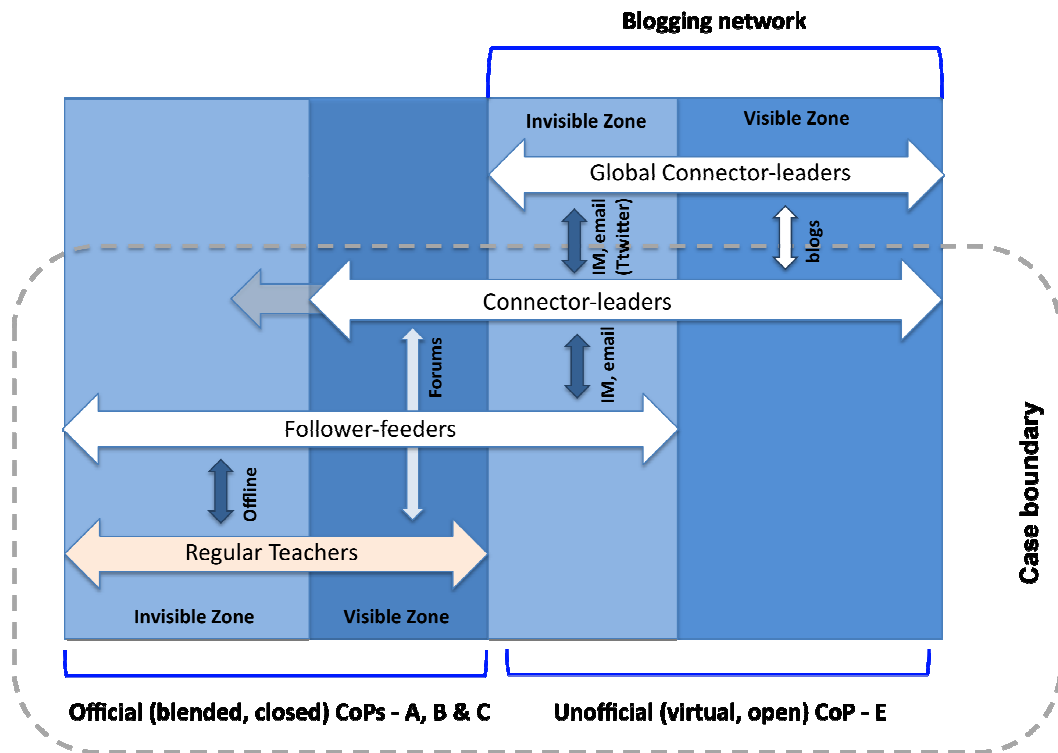 Blogging network
Invisible Zone
Visible Zone
Global Connector-leaders
IM, email
(Ttwitter)
blogs
Connector-leaders
Forums
IM, email
Follower-feeders
Offline
Regular Teachers
Case boundary
Invisible Zone
Visible Zone
Official (blended, closed) CoPs - A, B & C
Unofficial (virtual, open) CoP - E